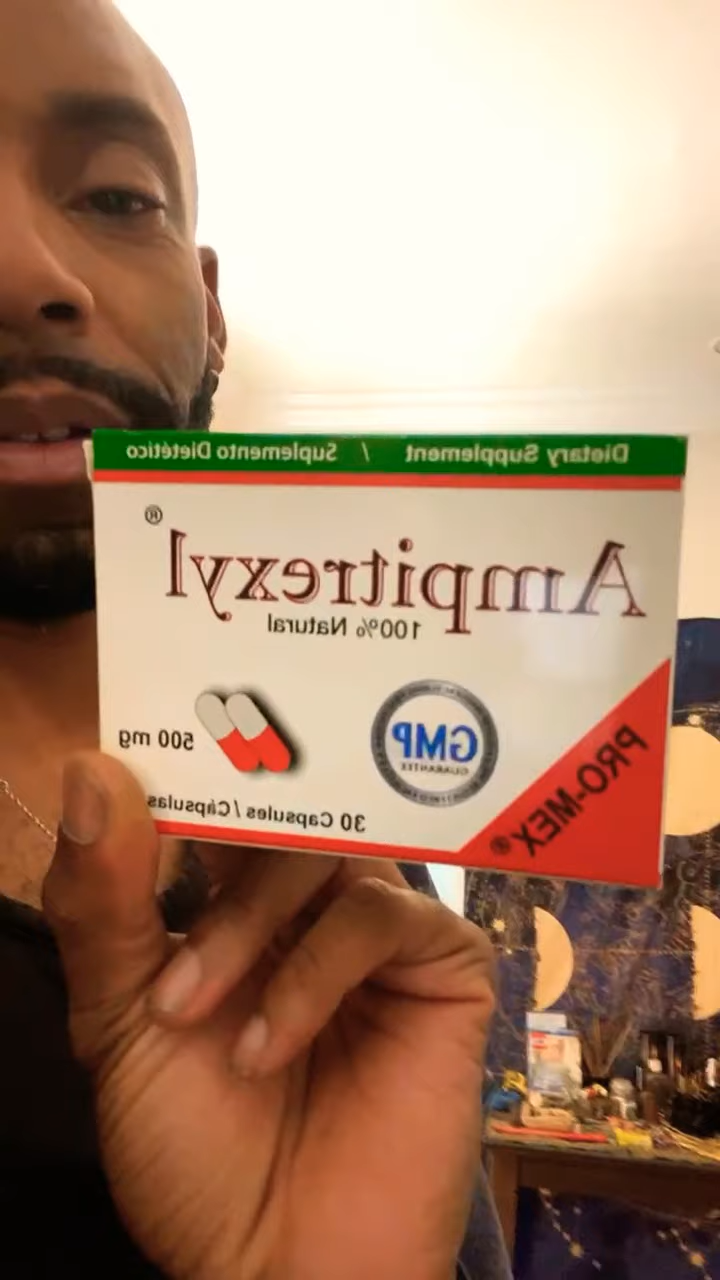 Dietary Supplement / Suplemento Dietético
Ampitrexyl®
100% Natural
GMP
GUARANTEE
500 mg
30 Capsules / Cápsulas
PRO-MEX®